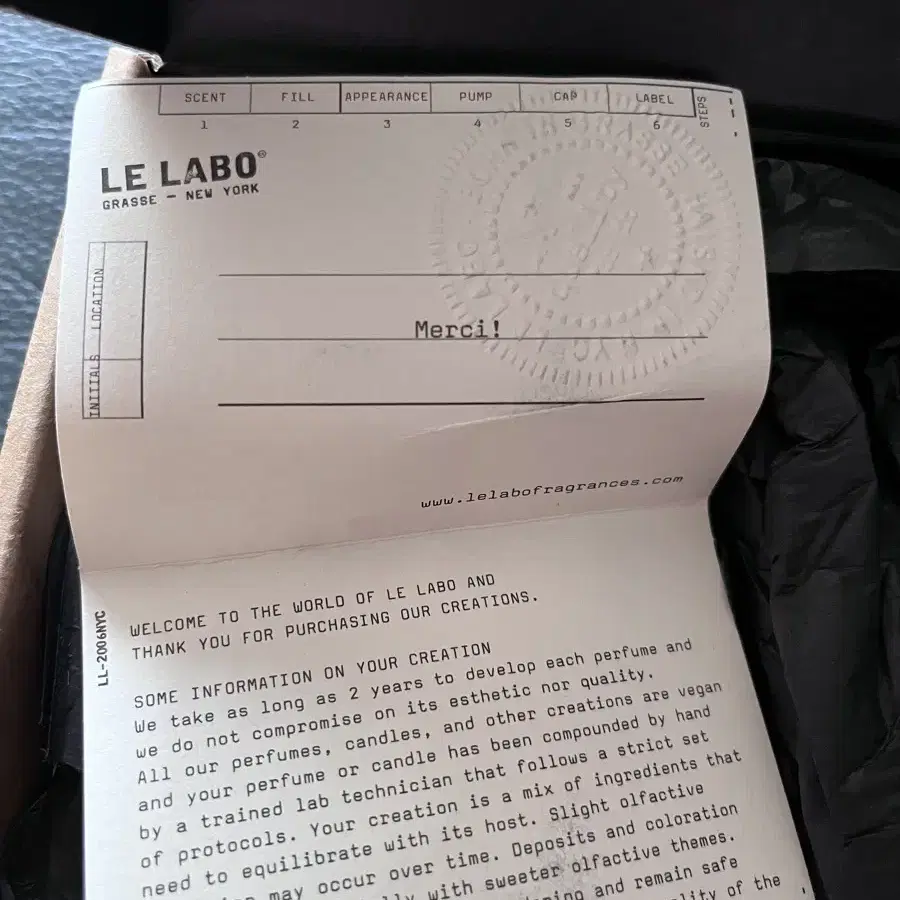 SCENT FILL APPEARANCE PUMP CAP LABEL STEPS
1 2 3 4 5 6
LE LABO®
GRASSE — NEW YORK
LOCATION
INITIALS
Merci!
www.lelabofragrances.com
LL-2006NYC
WELCOME TO THE WORLD OF LE LABO AND
THANK YOU FOR PURCHASING OUR CREATIONS.
SOME INFORMATION ON YOUR CREATION
We take as long as 2 years to develop each perfume and
we do not compromise on its esthetic nor quality.
All our perfumes, candles, and other creations are vegan
and your perfume or candle has been compounded by hand
by a trained lab technician that follows a strict set
of protocols. Your creation is a mix of ingredients that
need to equilibrate with its host. Slight olfactive
may occur over time. Deposits and coloration
with sweeter olfactive themes.
and remain safe
of the